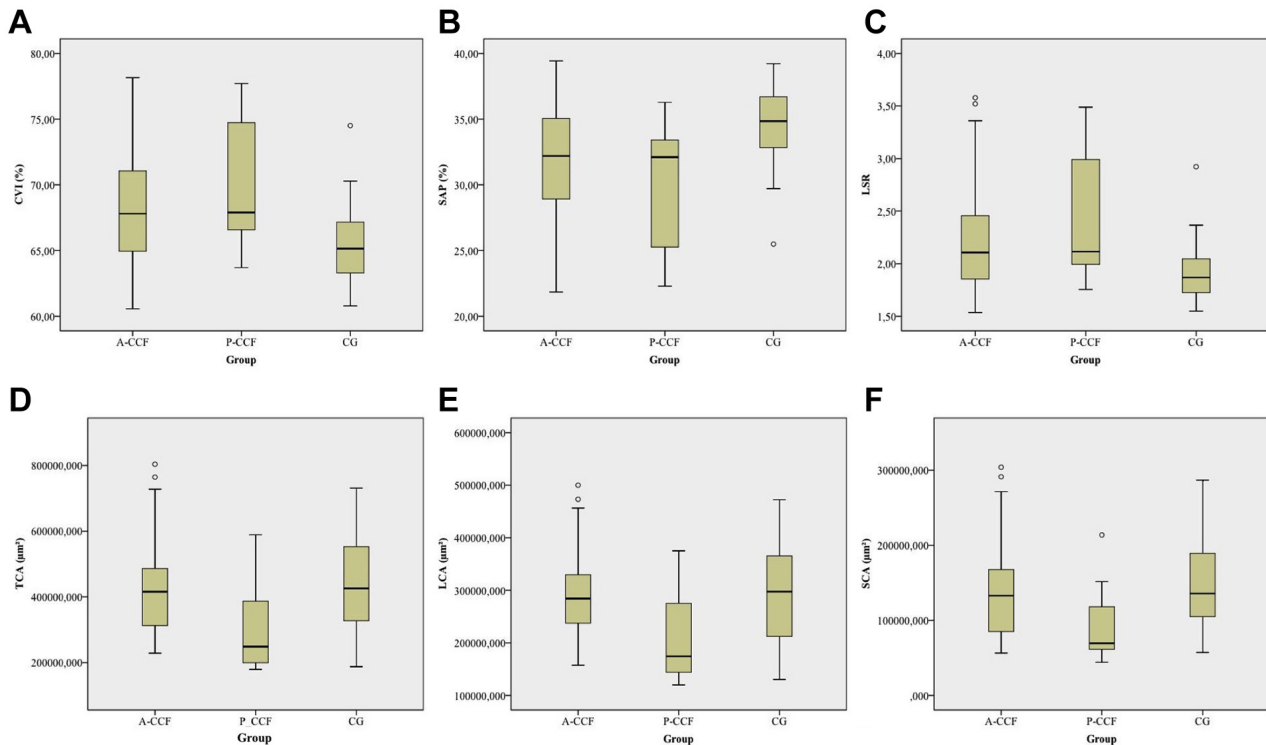 A
80,00
75,00
70,00
65,00
60,00
CVI (%)
A-CCF P-CCF CG
Group
B
40,00
35,00
30,00
25,00
20,00
SAP (%)
A-CCF P-CCF CG
Group
C
4,00
3,50
3,00
2,50
2,00
1,50
LSR
A-CCF P-CCF CG
Group
D
800000,000
600000,000
400000,000
200000,000
TCA (µm²)
A-CCF P_CCF CG
Group
E
600000,000
500000,000
400000,000
300000,000
200000,000
100000,000
LCA (µm²)
A-CCF P-CCF CG
Group
F
300000,000
200000,000
100000,000
,000
SCA (µm²)
A-CCF P-CCF CG
Group